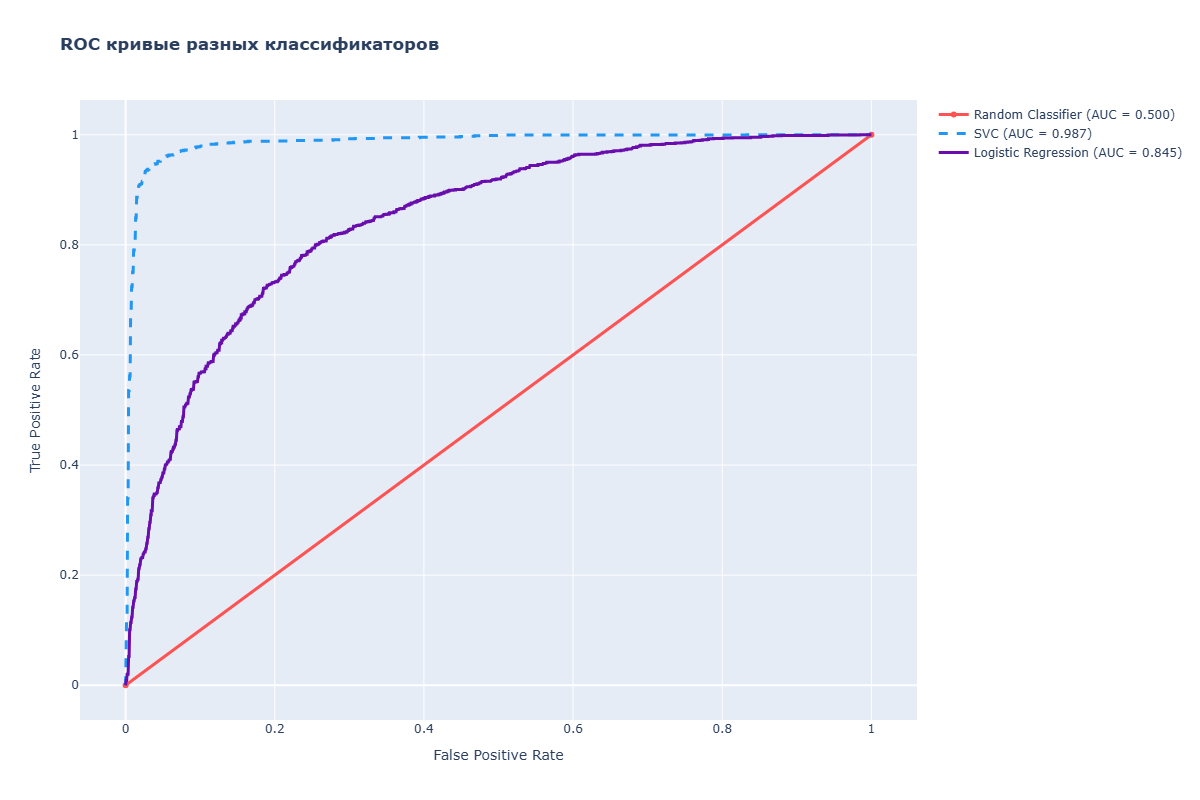 ROC кривые разных классификаторов
Random Classifier (AUC = 0.500)
SVC (AUC = 0.987)
Logistic Regression (AUC = 0.845)
True Positive Rate
1
0.8
0.6
0.4
0.2
0
0
0.2
0.4
0.6
0.8
1
False Positive Rate